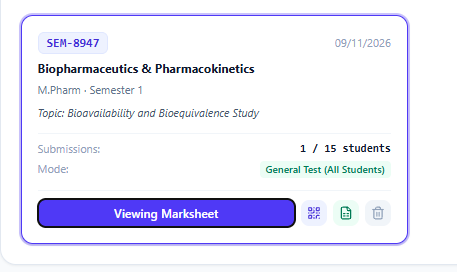 SEM-8947 09/11/2026
Biopharmaceutics & Pharmacokinetics
M.Pharm · Semester 1
Topic: Bioavailability and Bioequivalence Study
Submissions: 1 / 15 students
Mode: General Test (All Students)
Viewing Marksheet